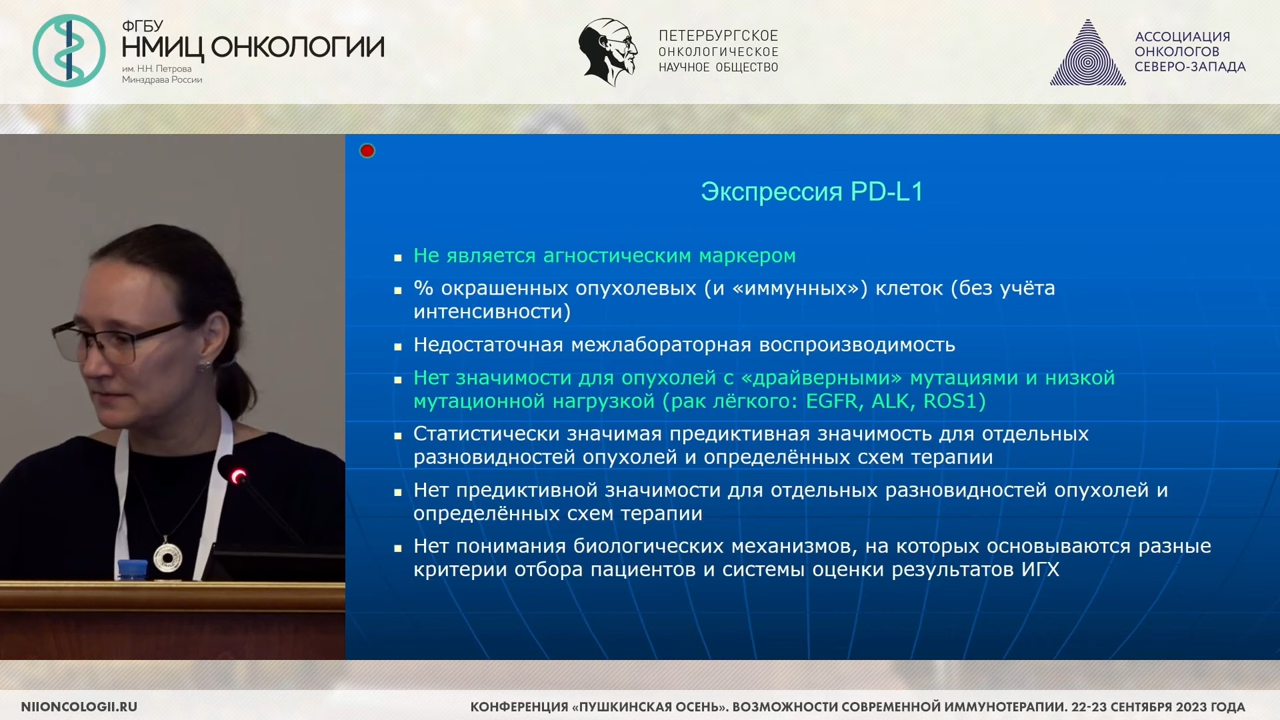 ФГБУ
НМИЦ ОНКОЛОГИИ
им. Н.Н. Петрова
Минздрава России
ПЕТЕРБУРГСКОЕ
ОНКОЛОГИЧЕСКОЕ
НАУЧНОЕ ОБЩЕСТВО
АССОЦИАЦИЯ
ОНКОЛОГОВ
СЕВЕРО-ЗАПАДА
Экспрессия PD-L1
Не является агностическим маркером
% окрашенных опухолевых (и «иммунных») клеток (без учёта
интенсивности)
Недостаточная межлабораторная воспроизводимость
Нет значимости для опухолей с «драйверными» мутациями и низкой
мутационной нагрузкой (рак лёгкого: EGFR, ALK, ROS1)
Статистически значимая предиктивная значимость для отдельных
разновидностей опухолей и определённых схем терапии
Нет предиктивной значимости для отдельных разновидностей опухолей и
определённых схем терапии
Нет понимания биологических механизмов, на которых основываются разные
критерии отбора пациентов и системы оценки результатов ИГХ
NIIONCOLOGII.RU
КОНФЕРЕНЦИЯ «ПУШКИНСКАЯ ОСЕНЬ». ВОЗМОЖНОСТИ СОВРЕМЕННОЙ ИММУНОТЕРАПИИ. 22-23 СЕНТЯБРЯ 2023 ГОДА